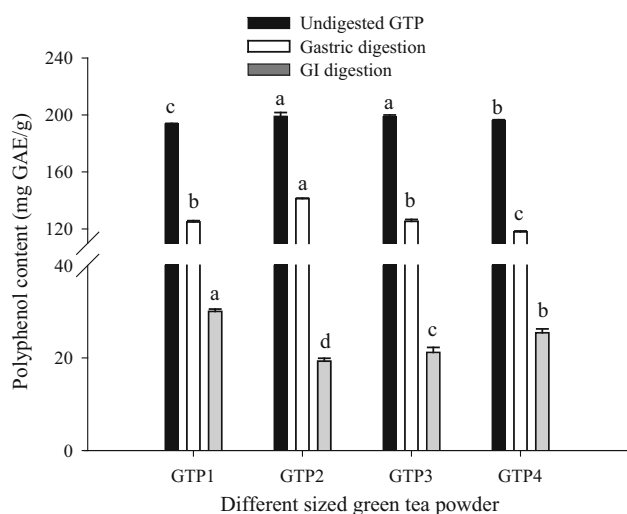 Undigested GTP
Gastric digestion
GI digestion
240
200
160
120
40
20
0
Polyphenol content (mg GAE/g)
c
b
a
a
a
d
a
b
c
b
c
b
GTP1
GTP2
GTP3
GTP4
Different sized green tea powder